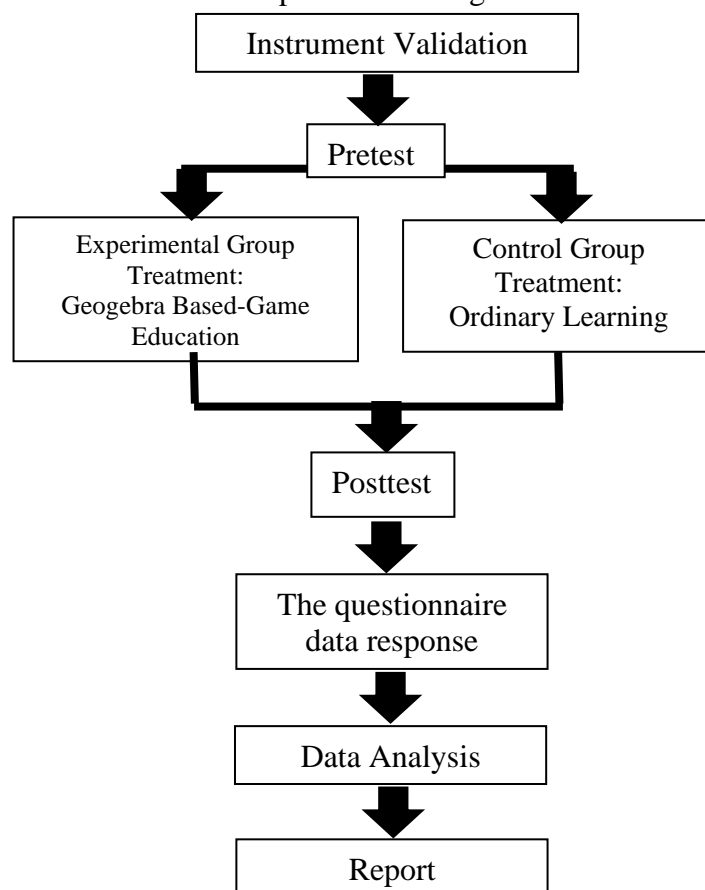 Instrument Validation
Pretest
Experimental Group
Treatment:
Geogebra Based-Game
Education
Control Group
Treatment:
Ordinary Learning
Posttest
The questionnaire
data response
Data Analysis
Report